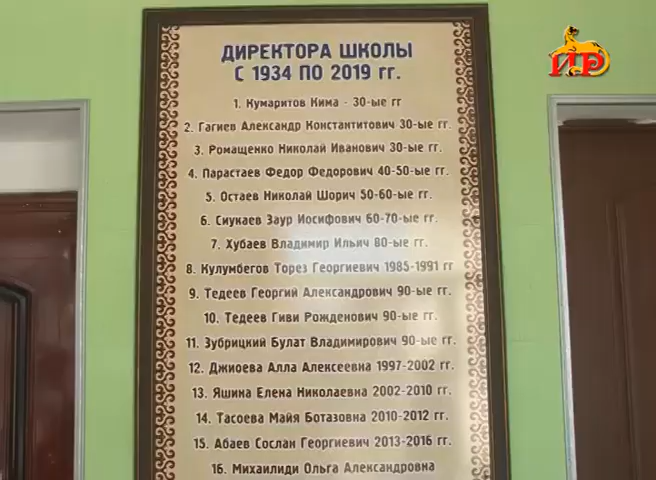 ИР
ДИРЕКТОРА ШКОЛЫ
С 1934 ПО 2019 гг.
1. Кумаритов Кима - 30-ые гг
2. Гагиев Александр Константитович 30-ые гг.
3. Ромащенко Николай Иванович 30-ые гг.
4. Парастаев Федор Федорович 40-50-ые гг.
5. Остаев Николай Шорич 50-60-ые гг.
6. Сиукаев Заур Иосифович 60-70-ые гг.
7. Хубаев Владимир Ильич 80-ые гг.
8. Кулумбегов Торез Георгиевич 1985-1991 гг
9. Тедеев Георгий Александрович 90-ые гг.
10. Тедеев Гиви Рожденович 90-ые гг.
11. Зубрицкий Булат Владимирович 90-ые гг.
12. Джиоева Алла Алексеевна 1997-2002 гг.
13. Яшина Елена Николаевна 2002-2010 гг.
14. Тасоева Майя Ботазовна 2010-2012 гг.
15. Абаев Сослан Георгиевич 2013-2016 гг.
16. Михаилиди Ольга Александровна